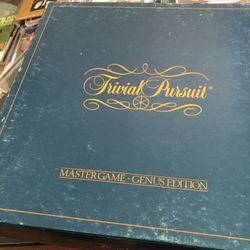 Trivial Pursuit®
MASTER GAME - GENUS EDITION